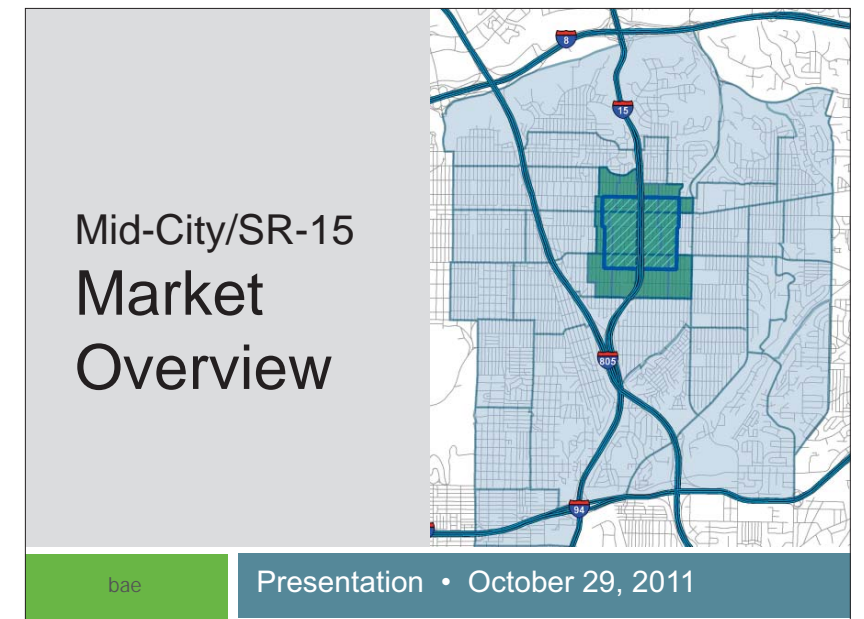 Mid-City/SR-15
Market
Overview
8
15
805
94
bae
Presentation • October 29, 2011